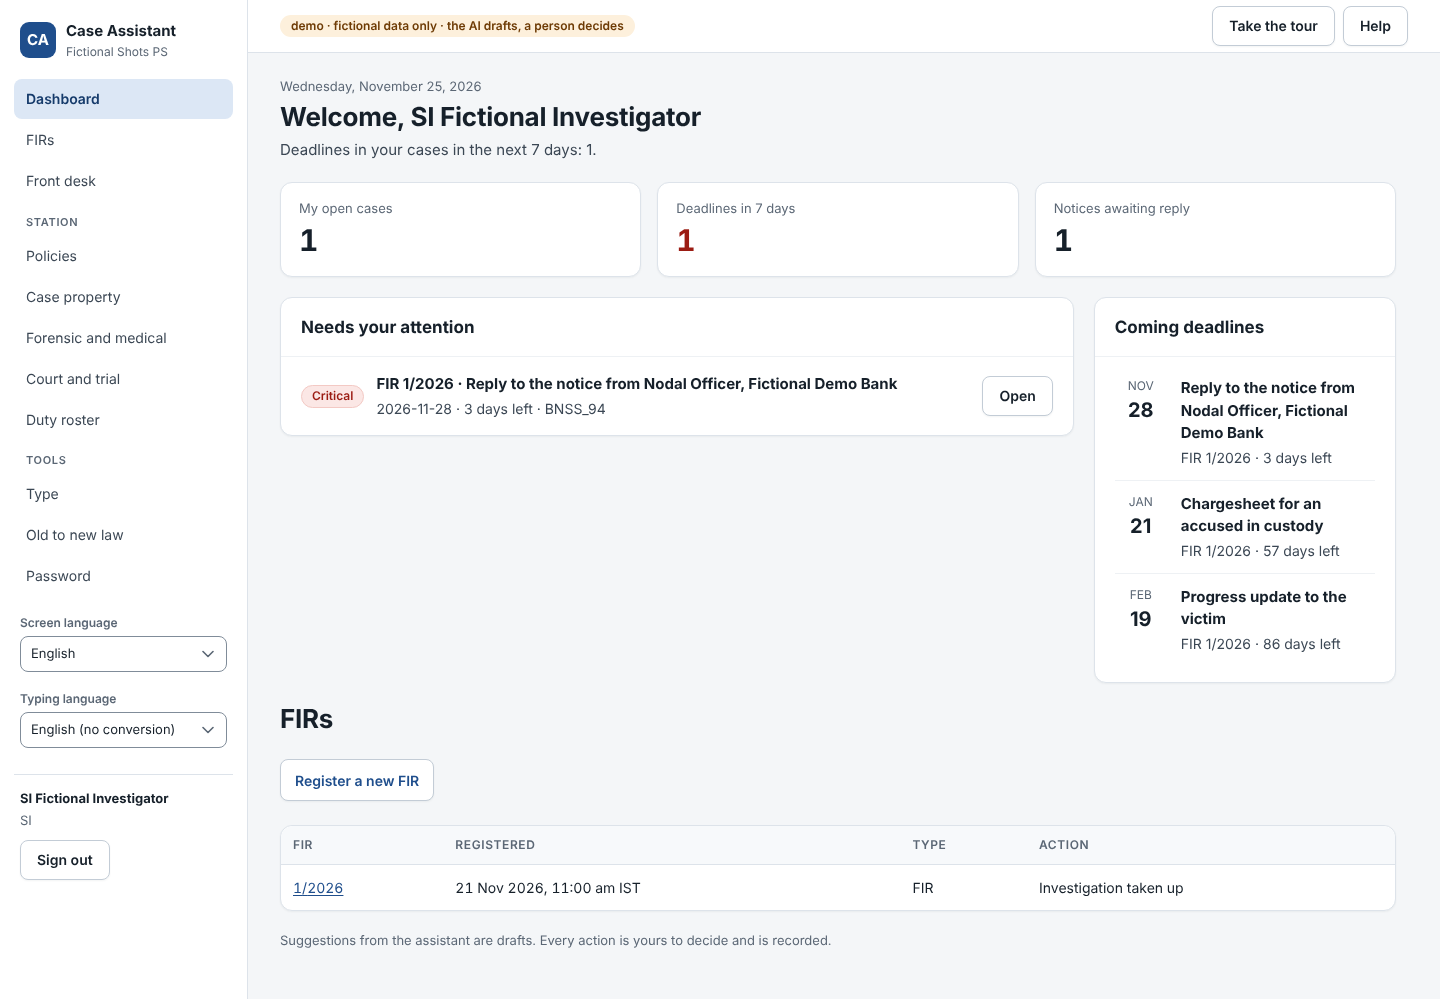 CA
Case Assistant
Fictional Shots PS
Dashboard
FIRs
Front desk
STATION
Policies
Case property
Forensic and medical
Court and trial
Duty roster
TOOLS
Type
Old to new law
Password
Screen language
English
Typing language
English (no conversion)
SI Fictional Investigator
SI
Sign out
demo · fictional data only · the AI drafts, a person decides
Take the tour
Help
Wednesday, November 25, 2026
Welcome, SI Fictional Investigator
Deadlines in your cases in the next 7 days: 1.
My open cases
1
Deadlines in 7 days
1
Notices awaiting reply
1
Needs your attention
Critical
FIR 1/2026 · Reply to the notice from Nodal Officer, Fictional Demo Bank
2026-11-28 · 3 days left · BNSS_94
Open
Coming deadlines
NOV
28
Reply to the notice from
Nodal Officer, Fictional
Demo Bank
FIR 1/2026 · 3 days left
JAN
21
Chargesheet for an
accused in custody
FIR 1/2026 · 57 days left
FEB
19
Progress update to the
victim
FIR 1/2026 · 86 days left
FIRs
Register a new FIR
FIR REGISTERED TYPE ACTION
1/2026 21 Nov 2026, 11:00 am IST FIR Investigation taken up
Suggestions from the assistant are drafts. Every action is yours to decide and is recorded.